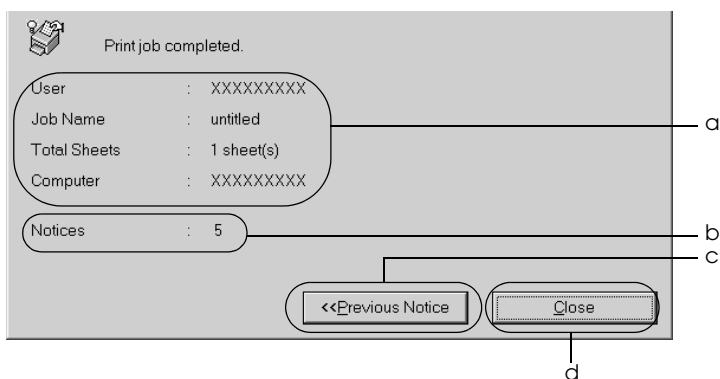 Print job completed.
User : XXXXXXXXX
Job Name : untitled
Total Sheets : 1 sheet(s)
Computer : XXXXXXXXX
a
Notices : 5
b
c
<<Previous Notice
Close
d